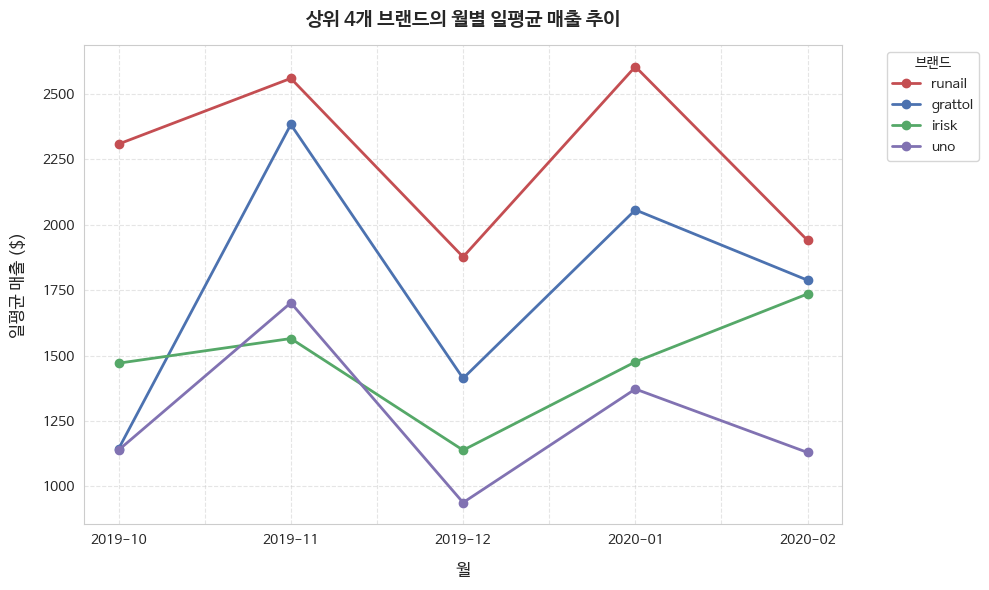 상위 4개 브랜드의 월별 일평균 매출 추이
브랜드
runail
grattol
irisk
uno
일평균 매출 ($)
2500
2250
2000
1750
1500
1250
1000
2019-10 2019-11 2019-12 2020-01 2020-02
월